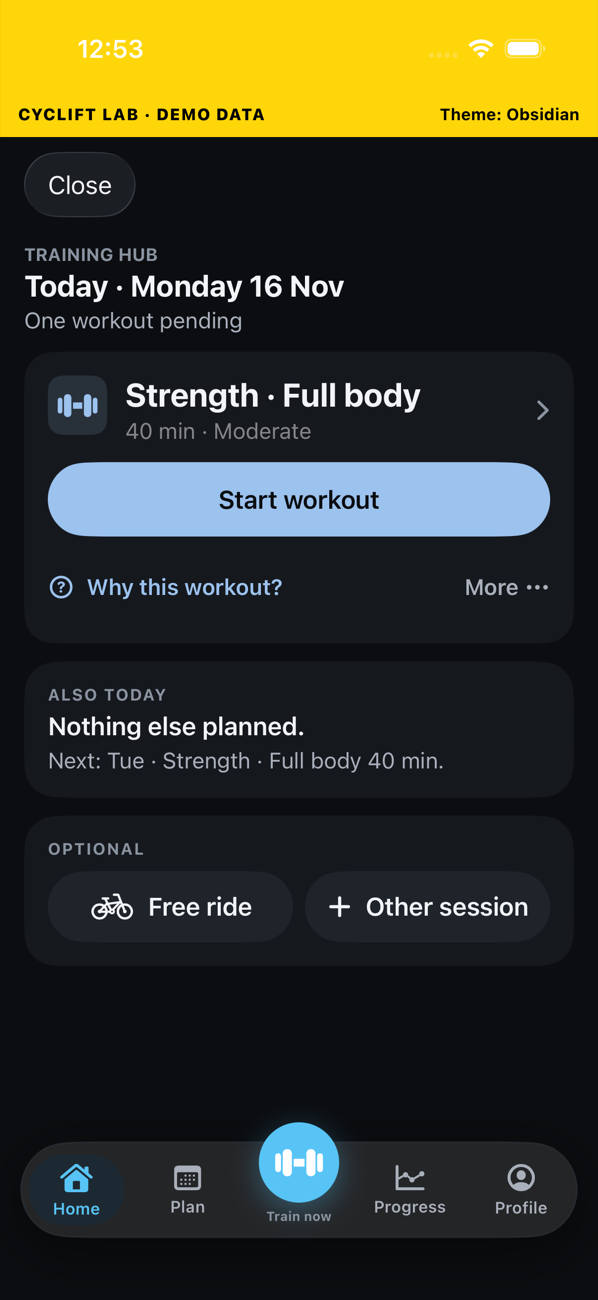 12:53
CYCLIFT LAB · DEMO DATA
Theme: Obsidian
Close
TRAINING HUB
Today · Monday 16 Nov
One workout pending
Strength · Full body
40 min · Moderate
Start workout
Why this workout?
More ···
ALSO TODAY
Nothing else planned.
Next: Tue · Strength · Full body 40 min.
OPTIONAL
Free ride
+ Other session
Home
Plan
Train now
Progress
Profile